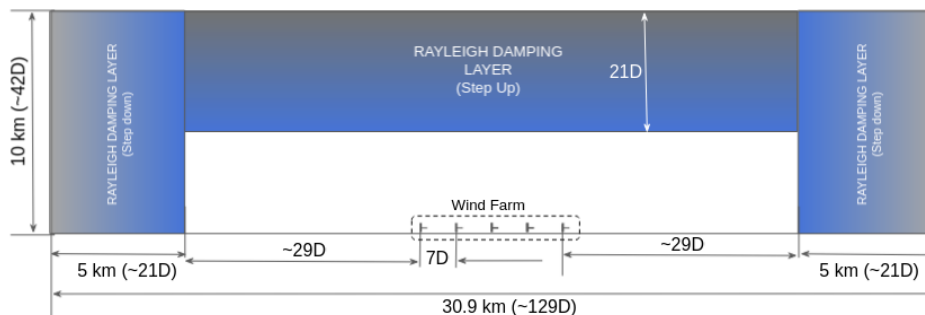 RAYLEIGH DAMPING
LAYER
(Step Up)
21D
10 km (~42D)
RAYLEIGH DAMPING LAYER
(Step down)
RAYLEIGH DAMPING LAYER
(Step down)
Wind Farm
~29D
7D
~29D
5 km (~21D)
5 km (~21D)
30.9 km (~129D)